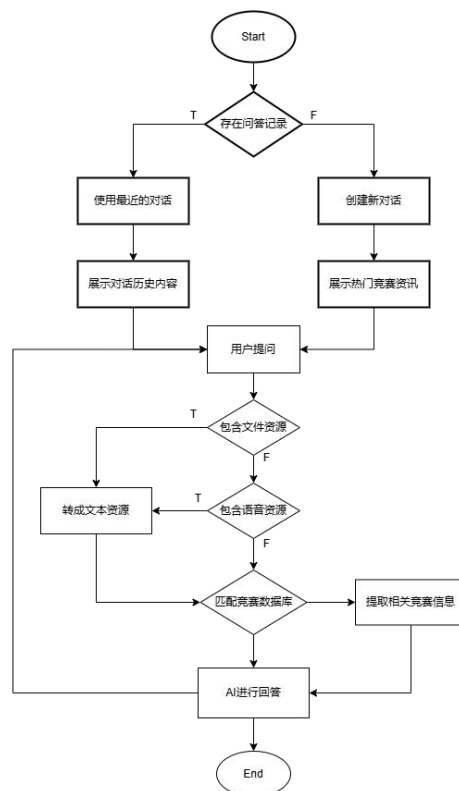 Start
存在问答记录
T
F
使用最近的对话
创建新对话
展示对话历史内容
展示热门竞赛资讯
用户提问
包含文件资源
T
F
转成文本资源
T
包含语音资源
F
匹配竞赛数据库
提取相关竞赛信息
AI进行回答
End